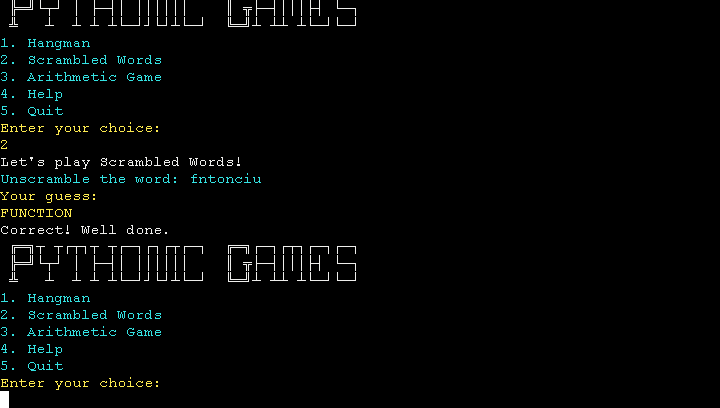 PYTHONIC GAMES
1. Hangman
2. Scrambled Words
3. Arithmetic Game
4. Help
5. Quit
Enter your choice:
2
Let's play Scrambled Words!
Unscramble the word: fntonciu
Your guess:
FUNCTION
Correct! Well done.
PYTHONIC GAMES
1. Hangman
2. Scrambled Words
3. Arithmetic Game
4. Help
5. Quit
Enter your choice: